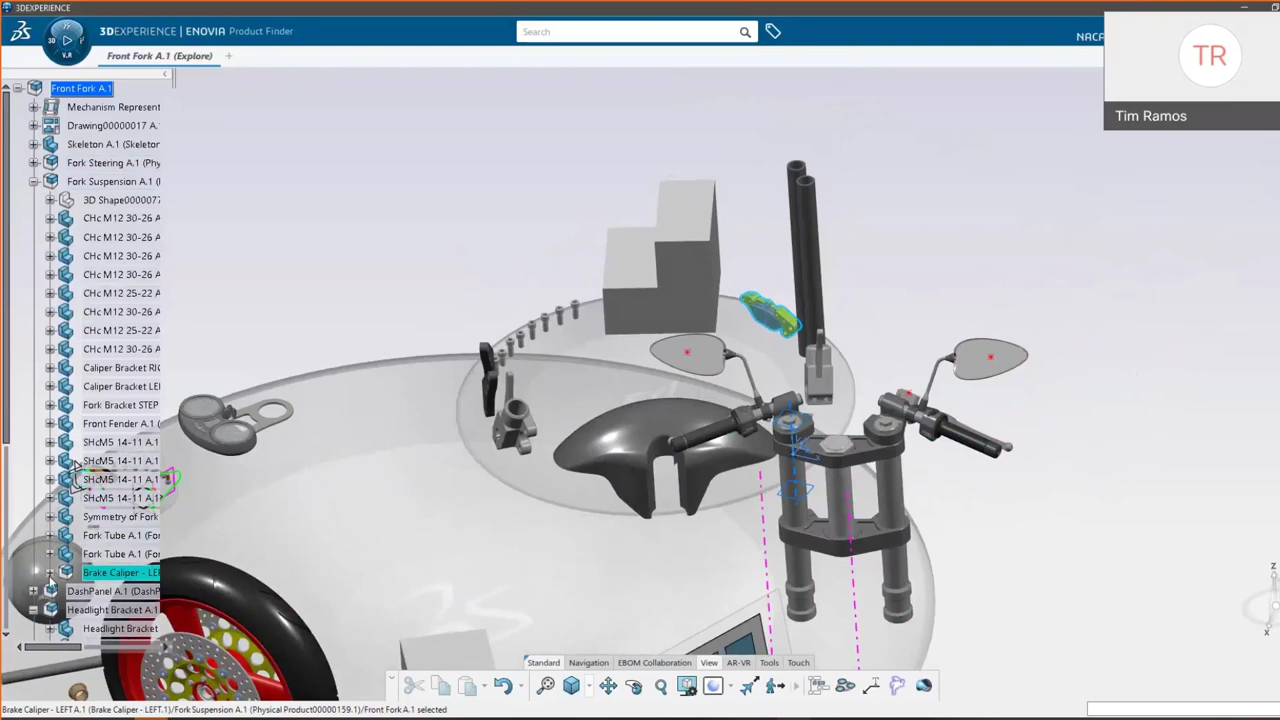 3DEXPERIENCE
3DEXPERIENCE | ENOVIA Product Finder
3D
V.R
Search
NACA
TR
Tim Ramos
Front Fork A.1 (Explore)
Front Fork A.1
Mechanism Represent
Drawing00000017 A.
Skeleton A.1 (Skeleton
Fork Steering A.1 (Phy
Fork Suspension A.1 (
3D Shape0000077
CHc M12 30-26 A
CHc M12 30-26 A
CHc M12 30-26 A
CHc M12 30-26 A
CHc M12 25-22 A
CHc M12 30-26 A
CHc M12 25-22 A
CHc M12 30-26 A
Caliper Bracket RIG
Caliper Bracket LEF
Fork Bracket STEP
Front Fender A.1 (
SHcM5 14-11 A.1
SHcM5 14-11 A.1
SHcM5 14-11 A.1
SHcM5 14-11 A.1
Symmetry of Fork
Fork Tube A.1 (For
Fork Tube A.1 (For
Brake Caliper - LEF
DashPanel A.1 (DashP
Headlight Bracket A.1
Headlight Bracket
z
x
Standard Navigation EBOM Collaboration View AR-VR Tools Touch
Brake Caliper - LEFT A.1 (Brake Caliper - LEFT.1)/Fork Suspension A.1 (Physical Product00000159.1)/Front Fork A.1 selected